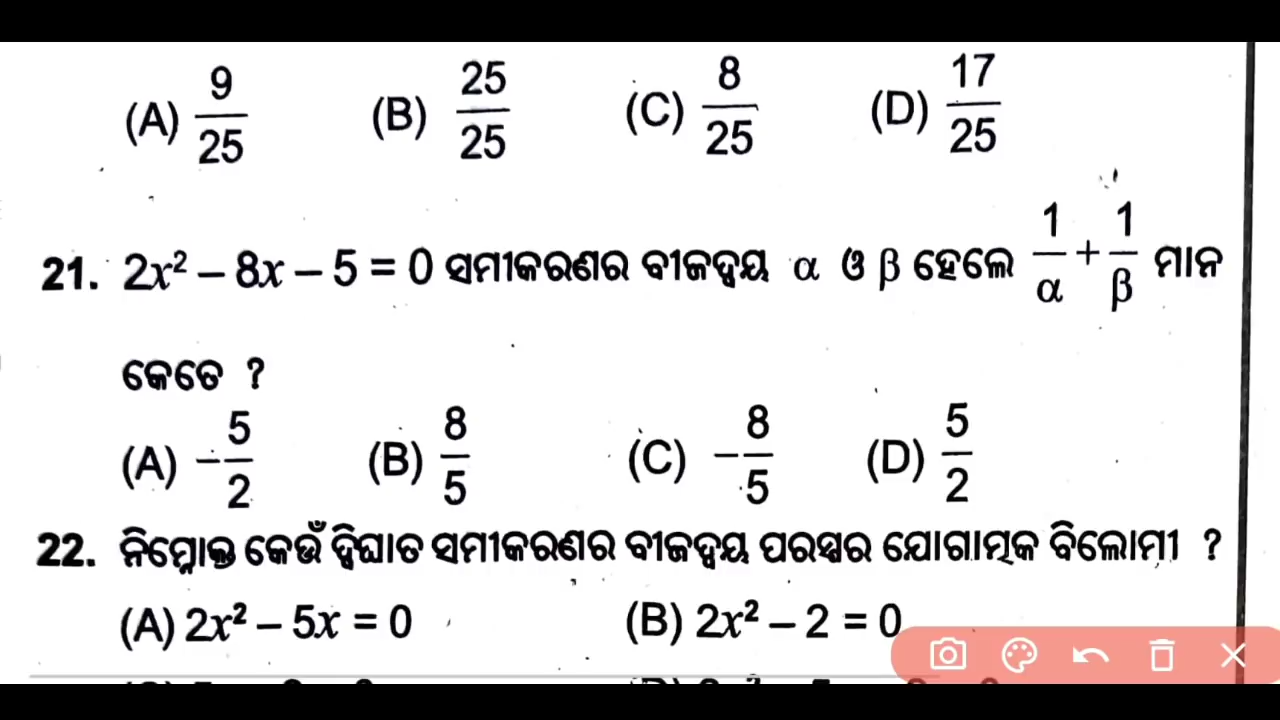 (A) 9/25 (B) 25/25 (C) 8/25 (D) 17/25
21. 2x² – 8x – 5 = 0 ସମୀକରଣର ବୀଜଦ୍ୱୟ α ଓ β ହେଲେ 1/α + 1/β ମାନ
କେତେ ?
(A) –5/2 (B) 8/5 (C) –8/5 (D) 5/2
22. ନିମ୍ନୋକ୍ତ କେଉଁ ଦ୍ୱିଘାତ ସମୀକରଣର ବୀଜଦ୍ୱୟ ପରସ୍ପର ଯୋଗାତ୍ମକ ବିଲୋମୀ ?
(A) 2x² – 5x = 0 (B) 2x² – 2 = 0